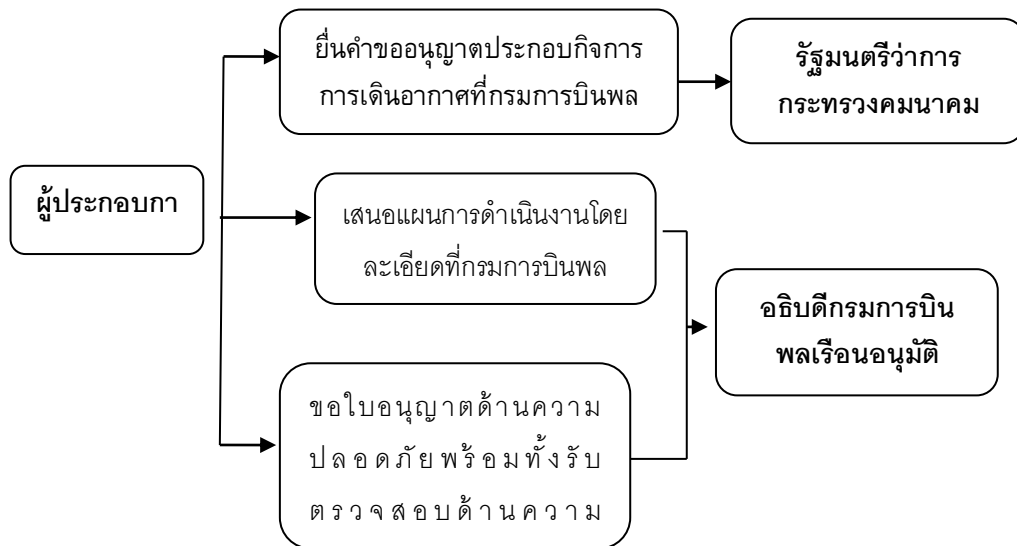 ยื่นคำขออนุญาตประกอบกิจการ
การเดินอากาศที่กรมการบินพล
รัฐมนตรีว่าการ
กระทรวงคมนาคม
ผู้ประกอบกา
เสนอแผนการดำเนินงานโดย
ละเอียดที่กรมการบินพล
อธิบดีกรมการบิน
พลเรือนอนุมัติ
ขอใบอนุญาตด้านความ
ปลอดภัยพร้อมทั้งรับ
ตรวจสอบด้านความ